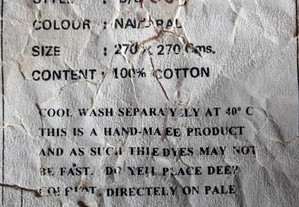 COLOUR : NATURAL
SIZE : 270 X 270 Cms.
CONTENT : 100% COTTON
COOL WASH SEPARATELY AT 40° C
THIS IS A HAND-MADE PRODUCT
AND AS SUCH THE DYES MAY NOT
BE FAST. DO NOT PLACE DEEP
DIRECTELY ON PALE